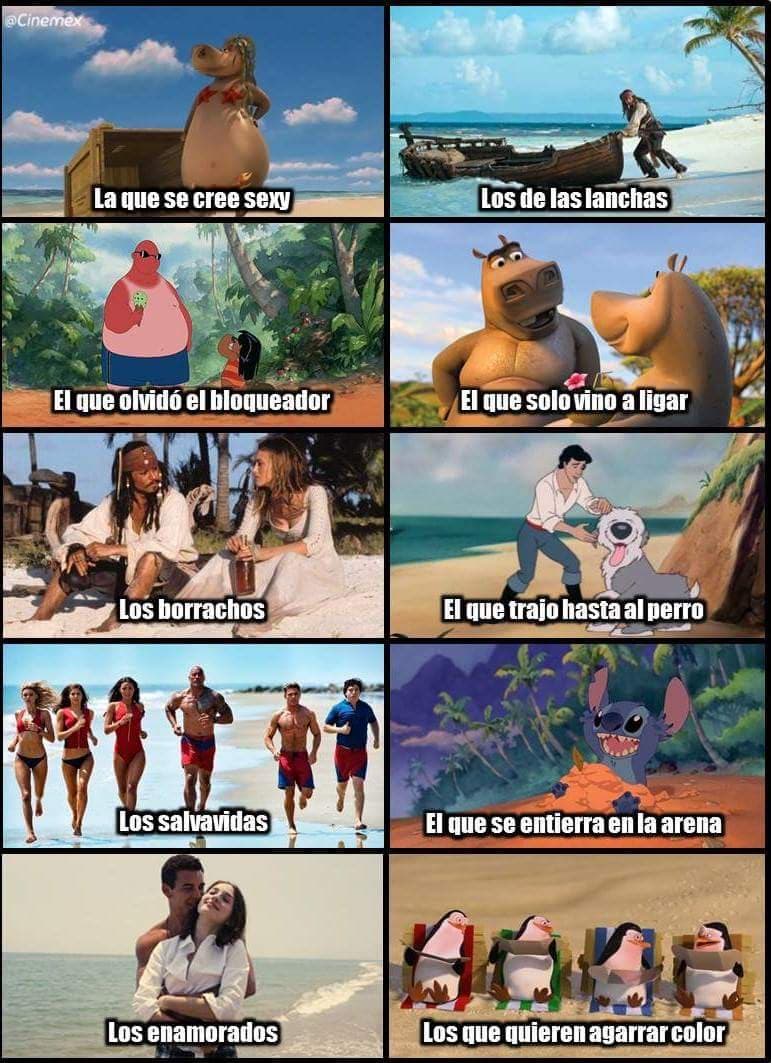 @Cinemex
La que se cree sexy
Los de las lanchas
El que olvidó el bloqueador
El que solo vino a ligar
Los borrachos
El que trajo hasta al perro
Los salvavidas
El que se entierra en la arena
Los enamorados
Los que quieren agarrar color